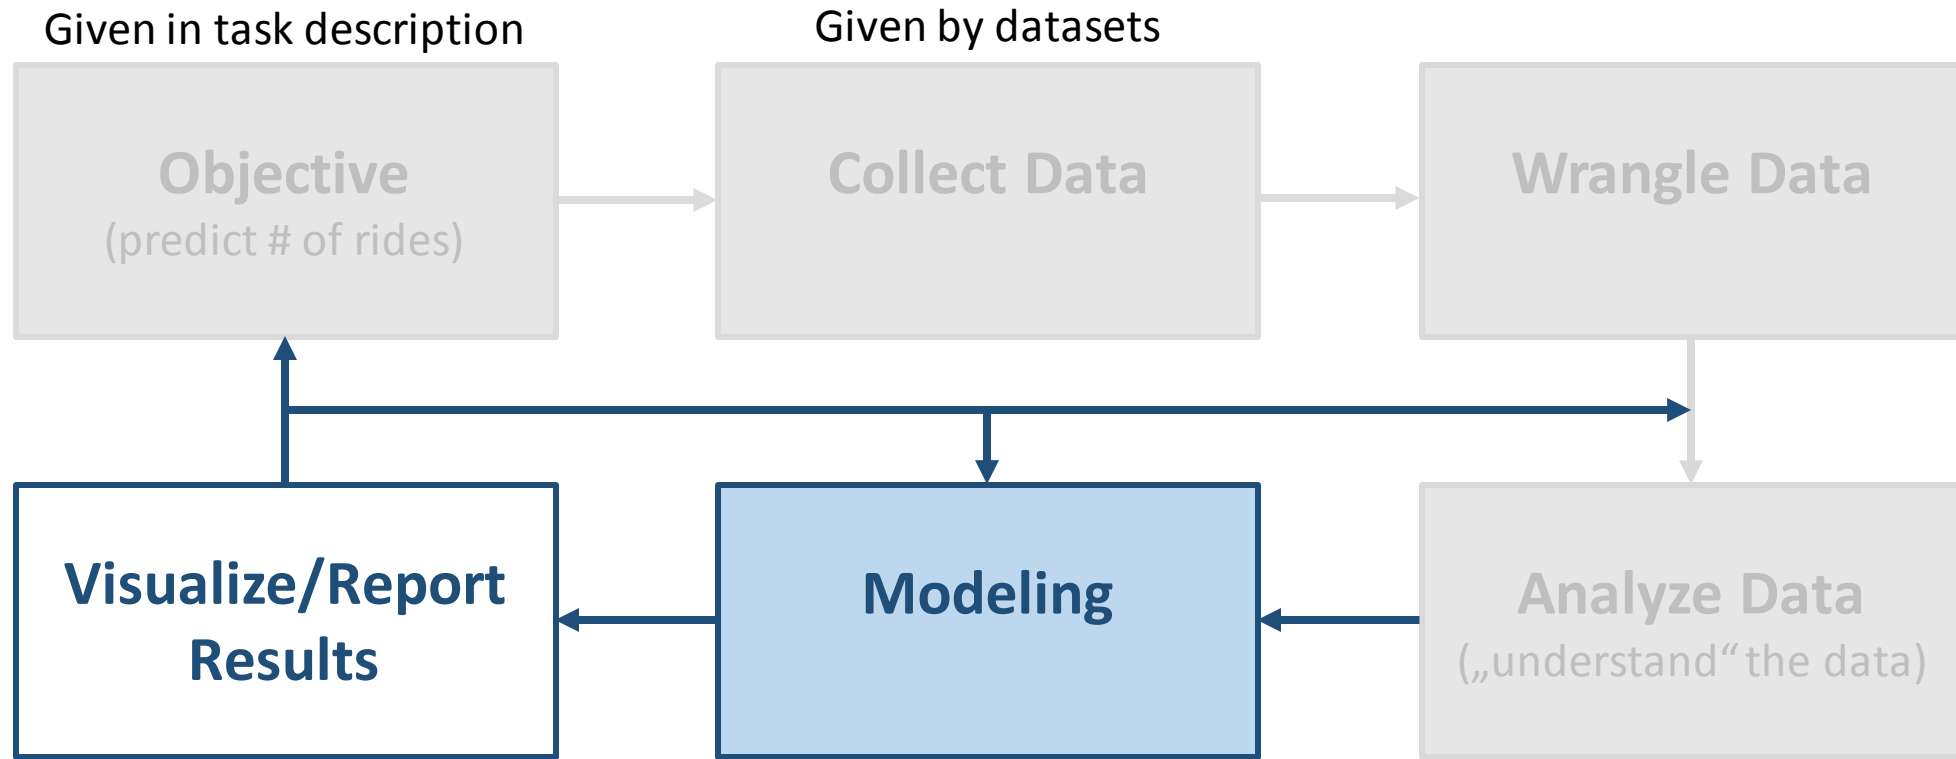 Given in task description
Given by datasets
Objective
(predict # of rides)
Collect Data
Wrangle Data
Visualize/Report
Results
Modeling
Analyze Data
(„understand“ the data)